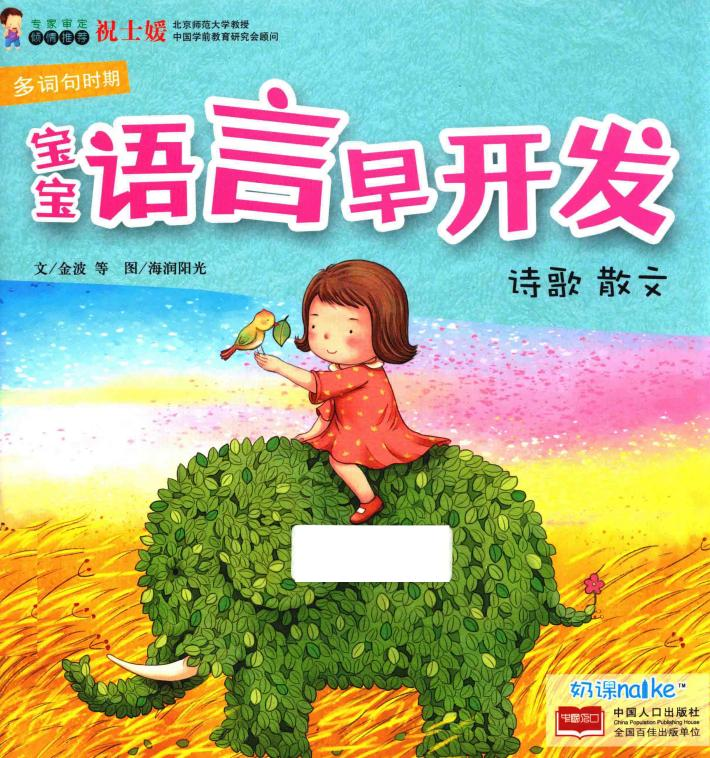 专家审定
倾情推荐
祝士媛
北京师范大学教授
中国学前教育研究会顾问
多词句时期
宝宝语言早开发
文/金波 等 图/海润阳光
诗歌 散文
奶课naike™
中国人口出版社
China Population Publishing House
全国百佳出版单位